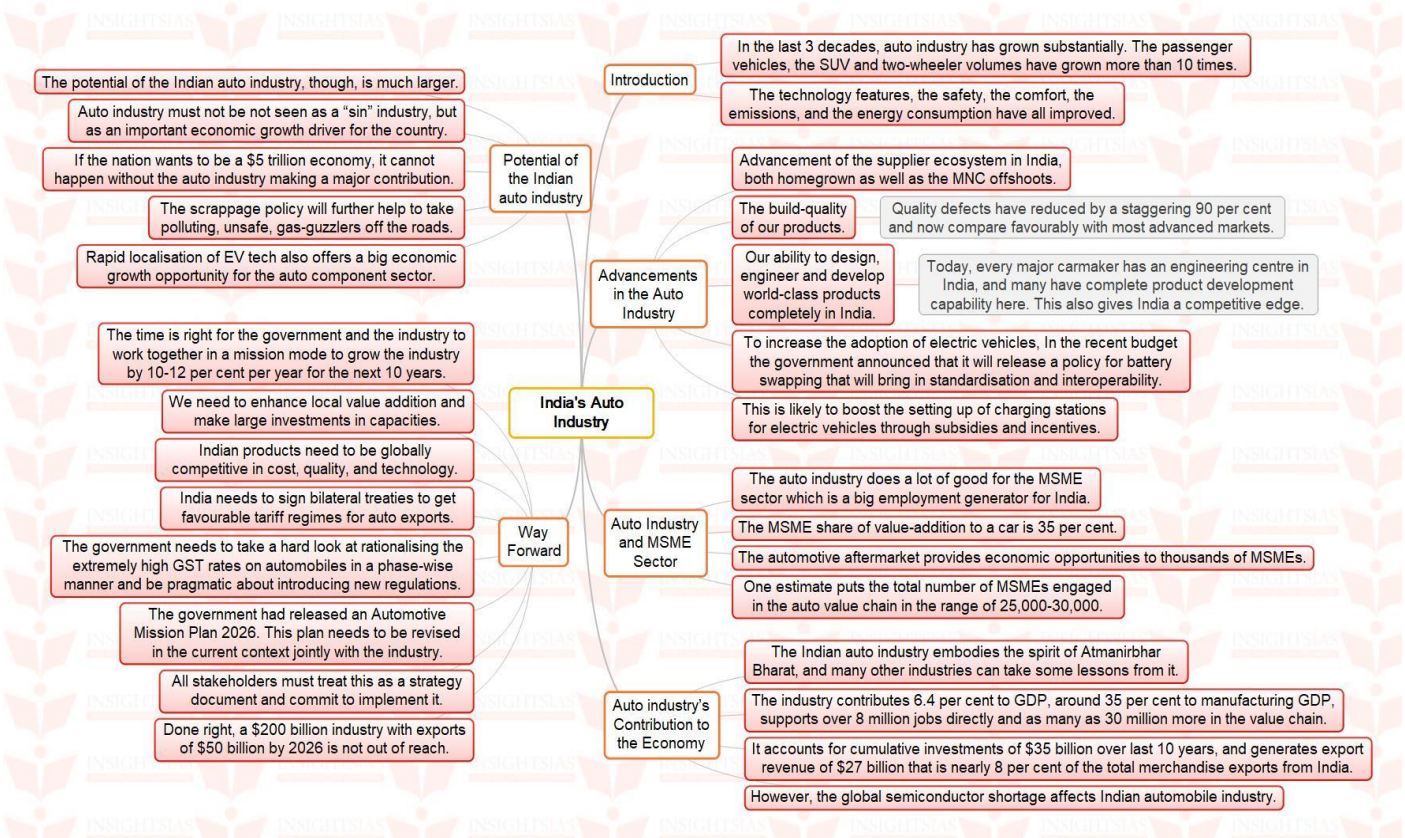 India's Auto
Industry
Introduction
In the last 3 decades, auto industry has grown substantially. The passenger
vehicles, the SUV and two-wheeler volumes have grown more than 10 times.
The technology features, the safety, the comfort, the
emissions, and the energy consumption have all improved.
Advancements
in the Auto
Industry
Advancement of the supplier ecosystem in India,
both homegrown as well as the MNC offshoots.
The build-quality
of our products.
Quality defects have reduced by a staggering 90 per cent
and now compare favourably with most advanced markets.
Our ability to design,
engineer and develop
world-class products
completely in India.
Today, every major carmaker has an engineering centre in
India, and many have complete product development
capability here. This also gives India a competitive edge.
To increase the adoption of electric vehicles, In the recent budget
the government announced that it will release a policy for battery
swapping that will bring in standardisation and interoperability.
This is likely to boost the setting up of charging stations
for electric vehicles through subsidies and incentives.
Auto Industry
and MSME
Sector
The auto industry does a lot of good for the MSME
sector which is a big employment generator for India.
The MSME share of value-addition to a car is 35 per cent.
The automotive aftermarket provides economic opportunities to thousands of MSMEs.
One estimate puts the total number of MSMEs engaged
in the auto value chain in the range of 25,000-30,000.
Auto industry's
Contribution to
the Economy
The Indian auto industry embodies the spirit of Atmanirbhar
Bharat, and many other industries can take some lessons from it.
The industry contributes 6.4 per cent to GDP, around 35 per cent to manufacturing GDP,
supports over 8 million jobs directly and as many as 30 million more in the value chain.
It accounts for cumulative investments of $35 billion over last 10 years, and generates export
revenue of $27 billion that is nearly 8 per cent of the total merchandise exports from India.
However, the global semiconductor shortage affects Indian automobile industry.
Potential of
the Indian
auto industry
The potential of the Indian auto industry, though, is much larger.
Auto industry must not be not seen as a “sin” industry, but
as an important economic growth driver for the country.
If the nation wants to be a $5 trillion economy, it cannot
happen without the auto industry making a major contribution.
The scrappage policy will further help to take
polluting, unsafe, gas-guzzlers off the roads.
Rapid localisation of EV tech also offers a big economic
growth opportunity for the auto component sector.
Way
Forward
The time is right for the government and the industry to
work together in a mission mode to grow the industry
by 10-12 per cent per year for the next 10 years.
We need to enhance local value addition and
make large investments in capacities.
Indian products need to be globally
competitive in cost, quality, and technology.
India needs to sign bilateral treaties to get
favourable tariff regimes for auto exports.
The government needs to take a hard look at rationalising the
extremely high GST rates on automobiles in a phase-wise
manner and be pragmatic about introducing new regulations.
The government had released an Automotive
Mission Plan 2026. This plan needs to be revised
in the current context jointly with the industry.
All stakeholders must treat this as a strategy
document and commit to implement it.
Done right, a $200 billion industry with exports
of $50 billion by 2026 is not out of reach.
INSIGHTSIAS